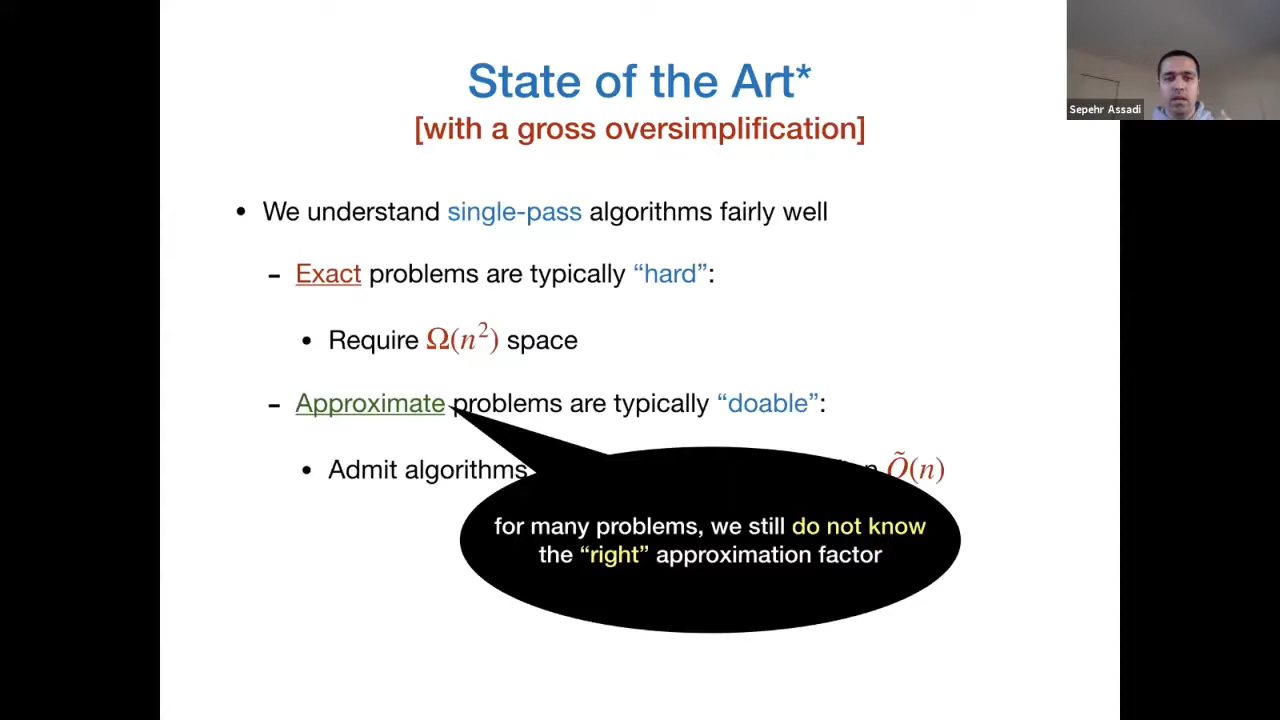 State of the Art*
[with a gross oversimplification]
Sepehr Assadi
• We understand single-pass algorithms fairly well
- Exact problems are typically “hard”:
• Require Ω(n²) space
- Approximate problems are typically “doable”:
• Admit algorithms Õ(n)
for many problems, we still do not know
the “right” approximation factor